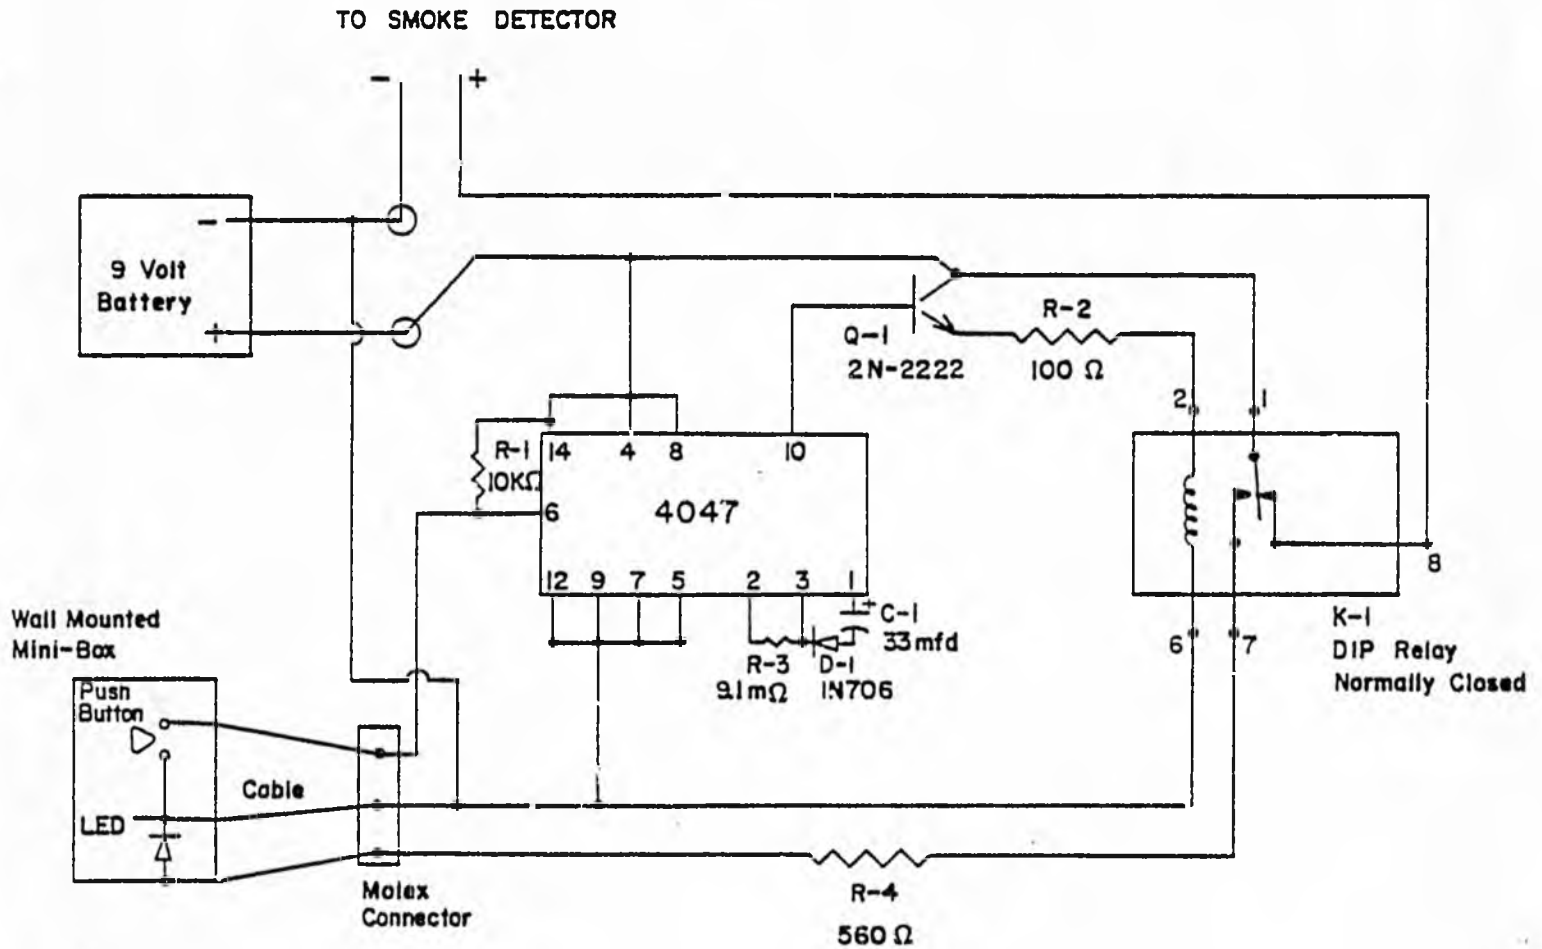 TO SMOKE DETECTOR
- +
9 Volt
Battery
-
+
Q-1
2N-2222
R-2
100 Ω
2 1
R-1
10KΩ
14 4 8 10
6
4047
12 9 7 5 2 3 1
+
C-1
33mfd
R-3
9.1mΩ
D-1
1N706
8
6 7
K-1
DIP Relay
Normally Closed
Wall Mounted
Mini-Box
Push
Button
LED
Cable
Molex
Connector
R-4
560 Ω